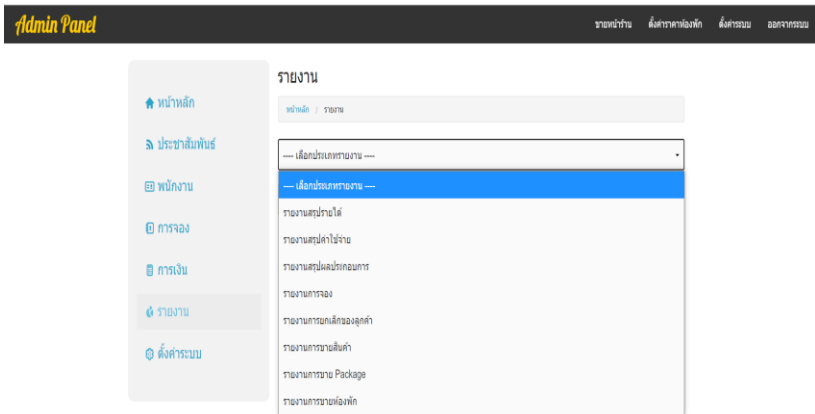 Admin Panel
ขายหน้าร้าน ตั้งค่าราคาห้องพัก ตั้งค่าระบบ ออกจากระบบ
หน้าหลัก
ประชาสัมพันธ์
พนักงาน
การจอง
การเงิน
รายงาน
ตั้งค่าระบบ
รายงาน
หน้าหลัก / รายงาน
---- เลือกประเภทรายงาน ----
---- เลือกประเภทรายงาน ----
รายงานสรุปรายได้
รายงานสรุปค่าใช้จ่าย
รายงานสรุปผลประกอบการ
รายงานการจอง
รายงานการยกเลิกของลูกค้า
รายงานการขายสินค้า
รายงานการขาย Package
รายงานการขายห้องพัก